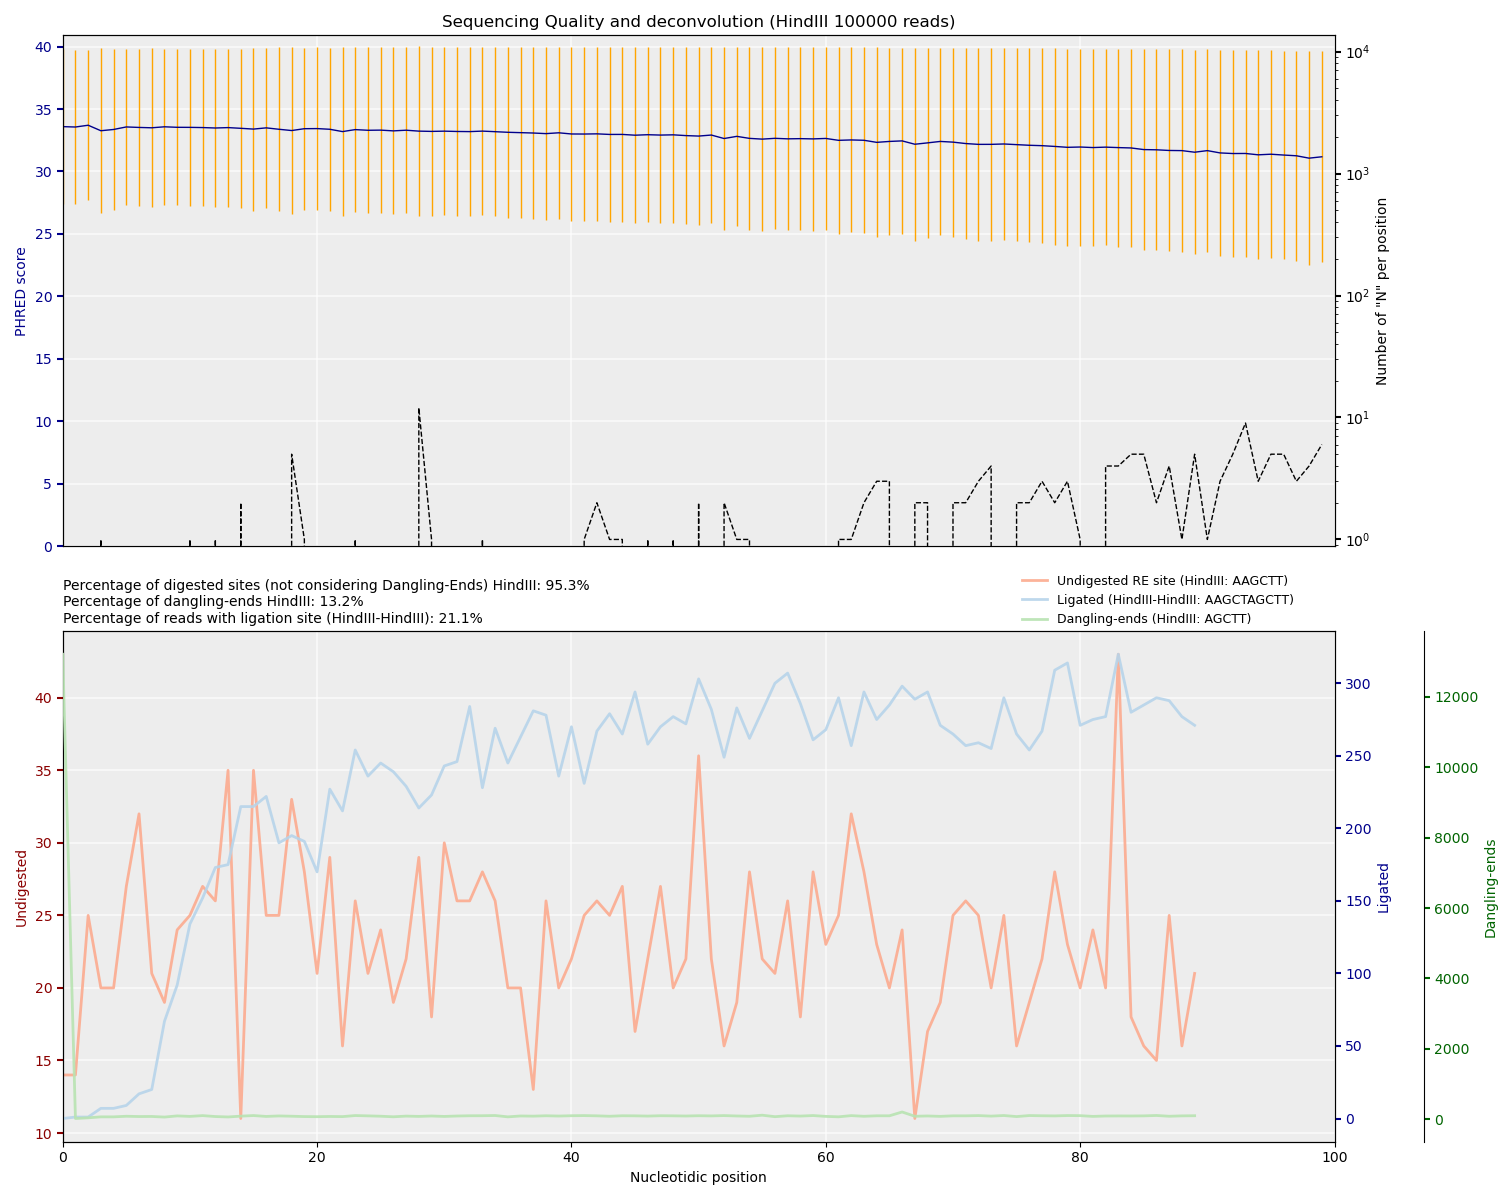 Sequencing Quality and deconvolution (HindIII 100000 reads)
40
35
30
25
20
15
10
5
0
PHRED score
10^4
10^3
10^2
10^1
10^0
Number of "N" per position
Percentage of digested sites (not considering Dangling-Ends) HindIII: 95.3%
Percentage of dangling-ends HindIII: 13.2%
Percentage of reads with ligation site (HindIII-HindIII): 21.1%
Undigested RE site (HindIII: AAGCTT)
Ligated (HindIII-HindIII: AAGCTAGCTT)
Dangling-ends (HindIII: AGCTT)
40
35
30
25
20
15
10
Undigested
300
250
200
150
100
50
0
Ligated
12000
10000
8000
6000
4000
2000
0
Dangling-ends
0 20 40 60 80 100
Nucleotidic position